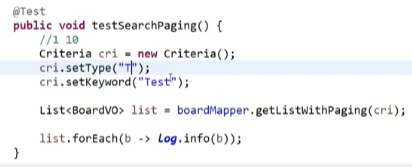 @Test
public void testSearchPaging() {
//1 10
Criteria cri = new Criteria();
cri.setType("T");
cri.setKeyword("Test");
List<BoardVO> list = boardMapper.getListWithPaging(cri);
list.forEach(b -> Log.info(b));
}